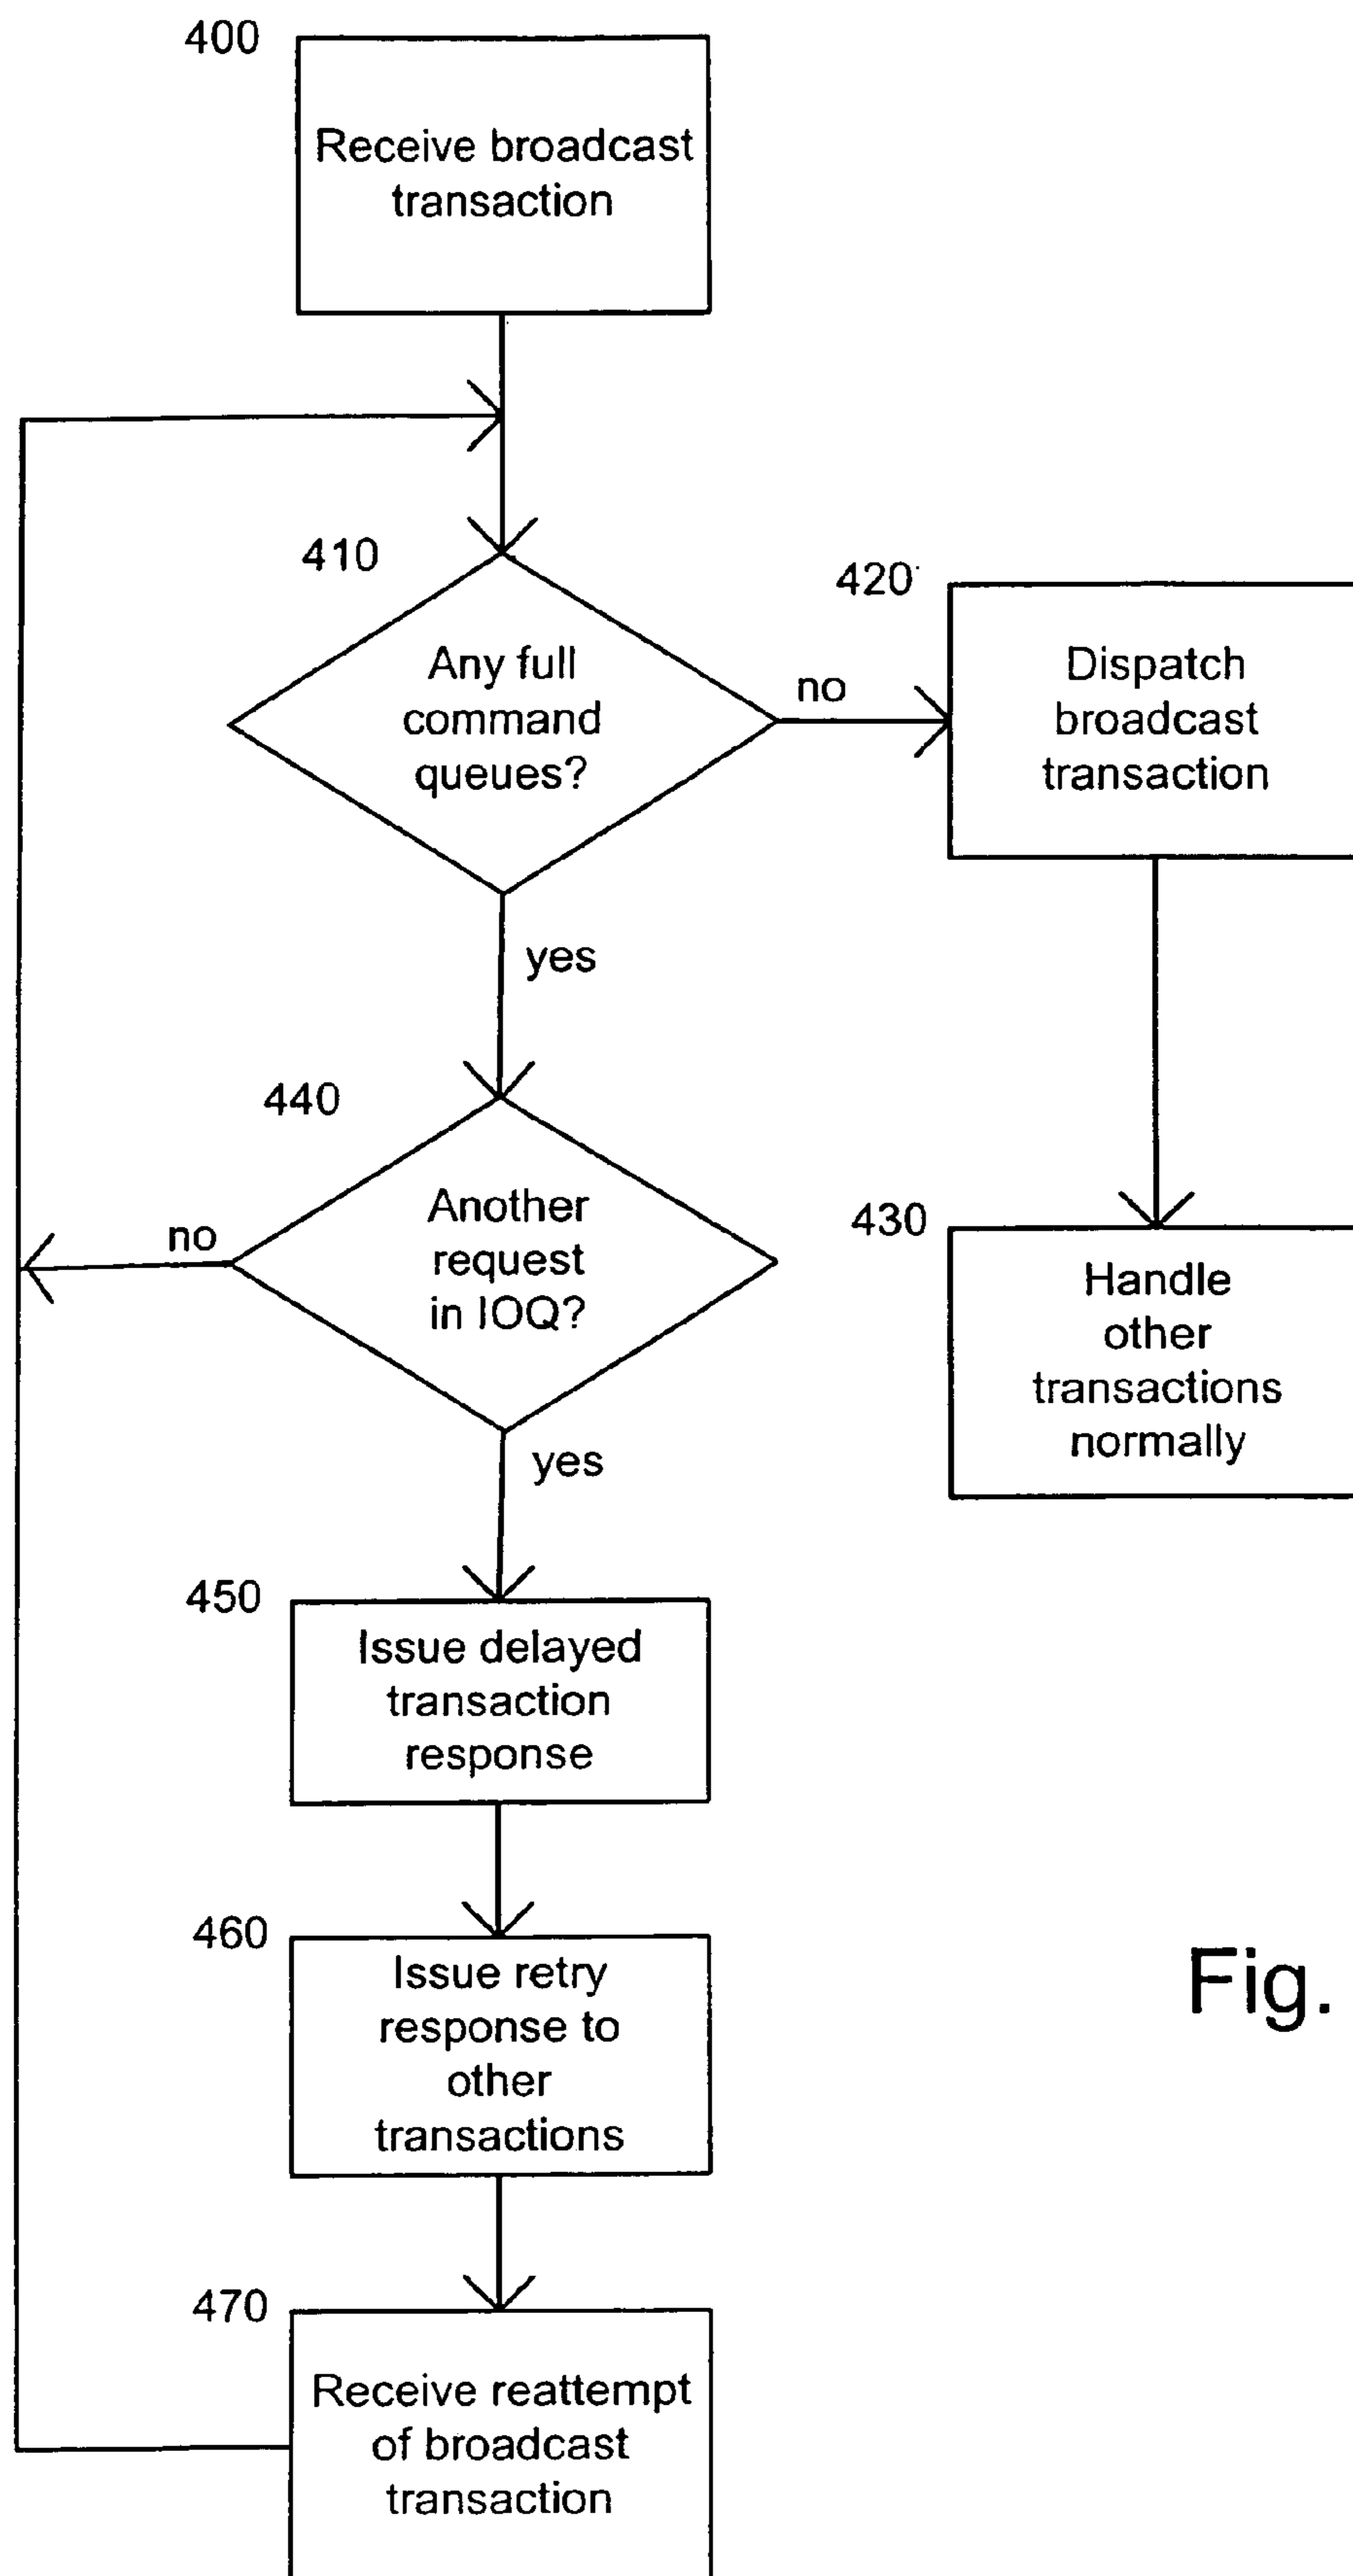 400
Receive broadcast
transaction
410
Any full
command
queues?
no
420
Dispatch
broadcast
transaction
yes
440
Another
request
in IOQ?
no
430
Handle
other
transactions
normally
yes
450
Issue delayed
transaction
response
460
Issue retry
response to
other
transactions
Fig.
470
Receive reattempt
of broadcast
transaction